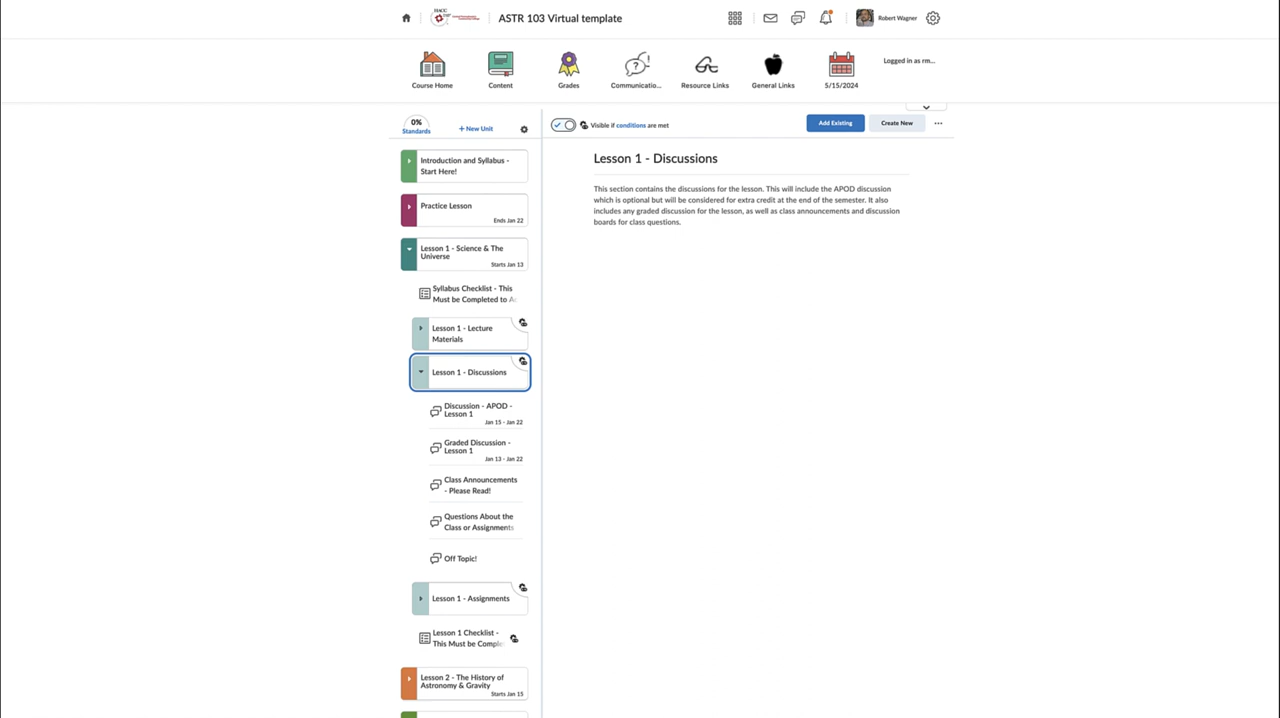 HACC
ASTR 103 Virtual template
Robert Wagner
Course Home
Content
Grades
Communicatio...
Resource Links
General Links
5/15/2024
Logged in as rm...
0%
Standards
+ New Unit
Visible if conditions are met
Add Existing
Create New
Introduction and Syllabus -
Start Here!
Practice Lesson
Ends Jan 22
Lesson 1 - Science & The
Universe
Starts Jan 13
Syllabus Checklist - This
Must be Completed to Ac
Lesson 1 - Lecture
Materials
Lesson 1 - Discussions
Discussion - APOD -
Lesson 1
Jan 15 - Jan 22
Graded Discussion -
Lesson 1
Jan 13 - Jan 22
Class Announcements
- Please Read!
Questions About the
Class or Assignments
Off Topic!
Lesson 1 - Assignments
Lesson 1 Checklist -
This Must be Comple
Lesson 2 - The History of
Astronomy & Gravity
Starts Jan 15
Lesson 1 - Discussions
This section contains the discussions for the lesson. This will include the APOD discussion
which is optional but will be considered for extra credit at the end of the semester. It also
includes any graded discussion for the lesson, as well as class announcements and discussion
boards for class questions.